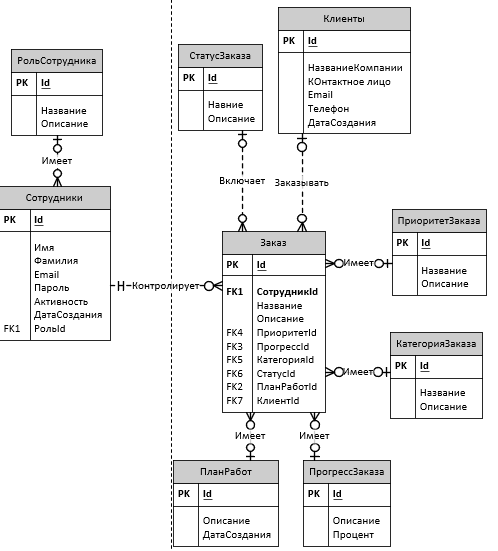 Клиенты
PK Id
НазваниеКомпании
КОнтактное лицо
Email
Телефон
ДатаСоздания
РольСотрудника
PK Id
Название
Описание
СтатусЗаказа
PK Id
Навние
Описание
Имеет
Включает
Заказывать
Сотрудники
PK Id
Имя
Фамилия
Email
Пароль
Активность
ДатаСоздания
FK1 РольId
Контролирует
Заказ
PK Id
FK1 СотрудникId
Название
Описание
FK4 ПриоритетId
FK3 ПрогрессId
FK5 КатегорияId
FK6 СтатусId
FK2 ПланРаботId
FK7 КлиентId
Имеет
ПриоритетЗаказа
PK Id
Название
Описание
Имеет
КатегорияЗаказа
PK Id
Название
Описание
Имеет
Имеет
ПланРабот
PK Id
Описание
ДатаСоздания
ПрогрессЗаказа
PK Id
Описание
Процент